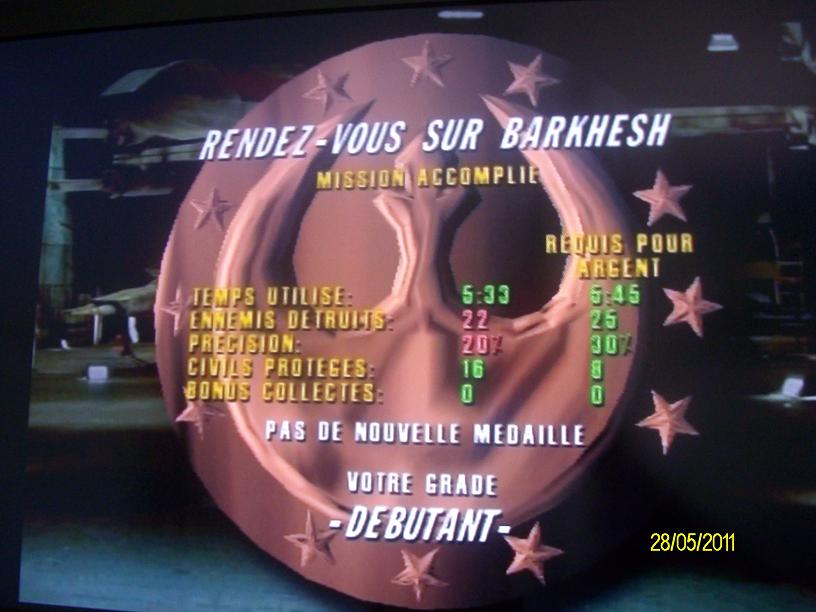 RENDEZ-VOUS SUR BARKHESH
MISSION ACCOMPLIE
REQUIS POUR
ARGENT
TEMPS UTILISE: 5:33 5:45
ENNEMIS DETRUITS: 22 25
PRECISION: 20% 30%
CIVILS PROTEGES: 16 8
BONUS COLLECTES: 0 0
PAS DE NOUVELLE MEDAILLE
VOTRE GRADE
-DEBUTANT-
28/05/2011